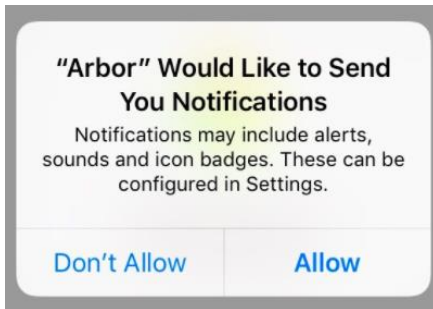 “Arbor” Would Like to Send
You Notifications
Notifications may include alerts,
sounds and icon badges. These can be
configured in Settings.
Don’t Allow
Allow